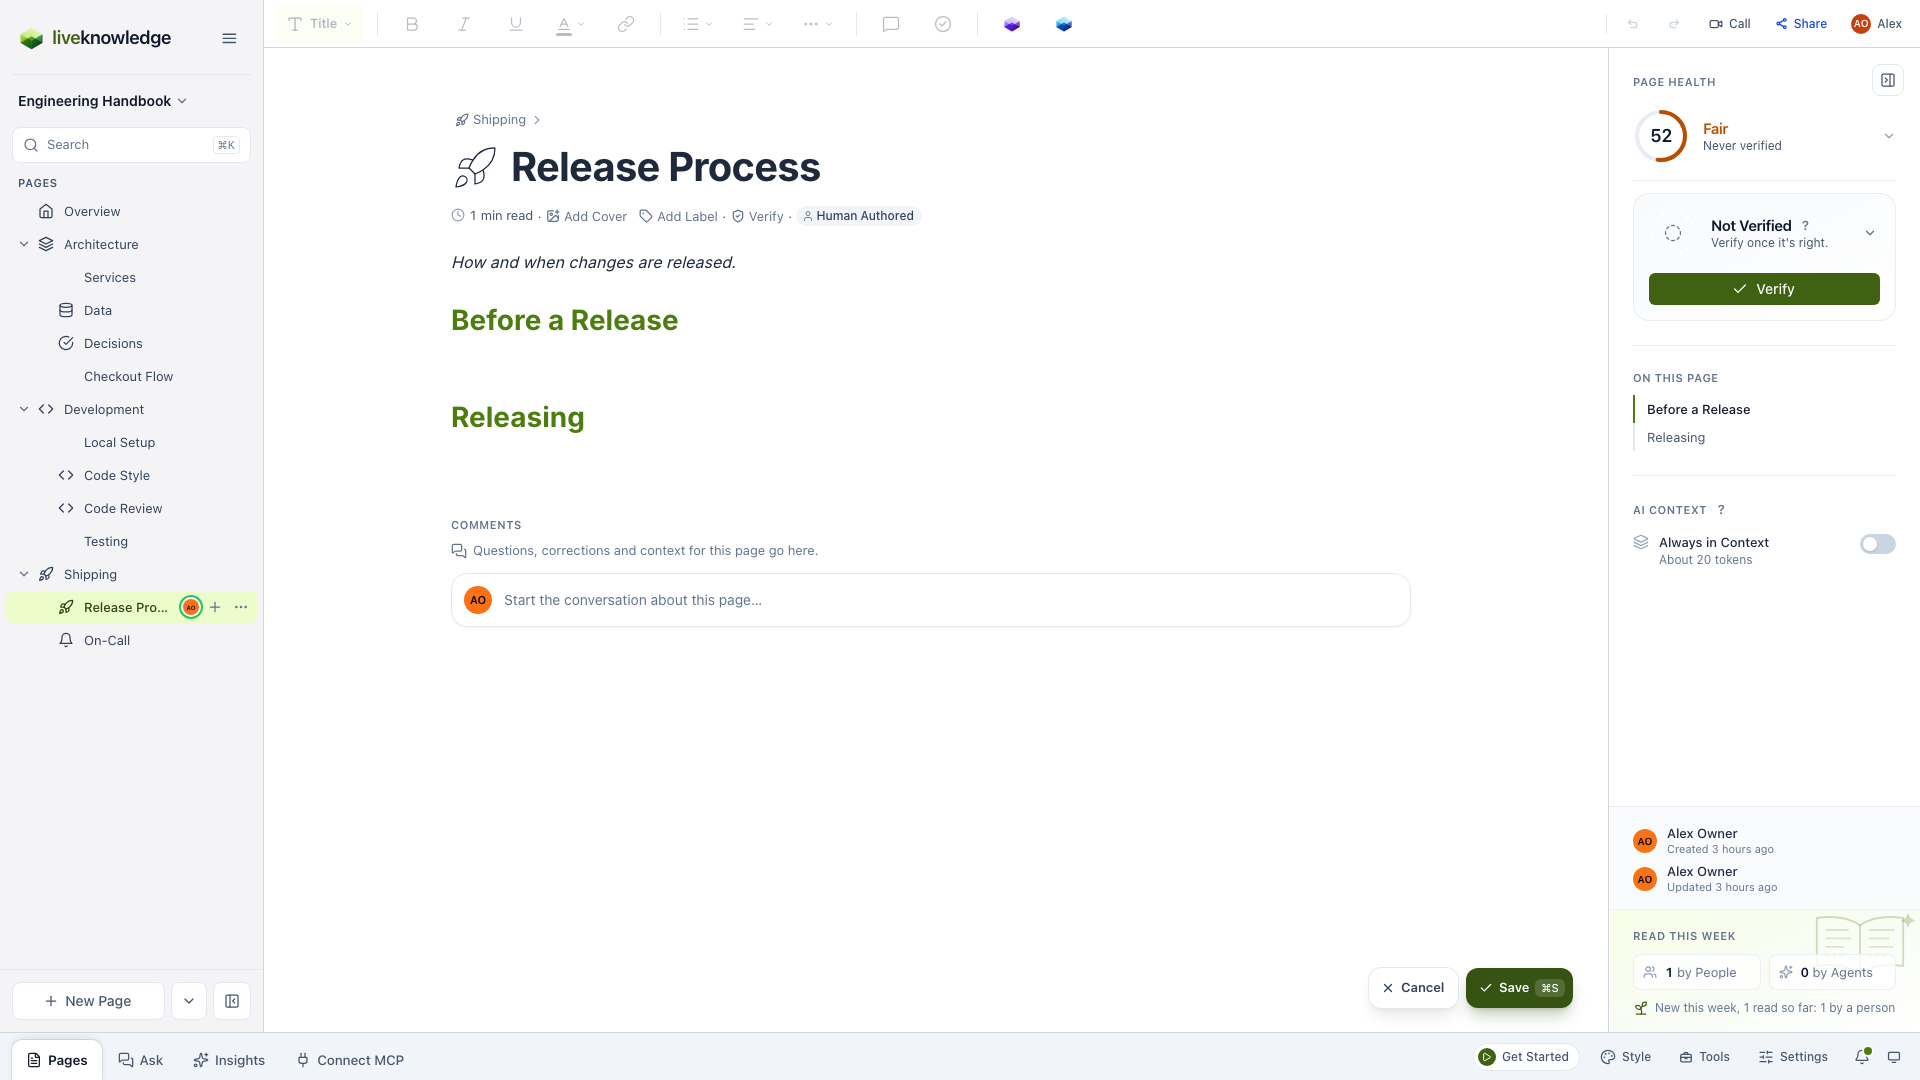 liveknowledge
Engineering Handbook
Search ⌘K
PAGES
Overview
Architecture
Services
Data
Decisions
Checkout Flow
Development
Local Setup
Code Style
Code Review
Testing
Shipping
Release Pro... AO
On-Call
New Page
Title
B I U A
Call
Share
AO Alex
Shipping
Release Process
1 min read · Add Cover Add Label · Verify · Human Authored
How and when changes are released.
Before a Release
Releasing
COMMENTS
Questions, corrections and context for this page go here.
AO Start the conversation about this page...
Cancel
Save ⌘S
PAGE HEALTH
52
Fair
Never verified
Not Verified ?
Verify once it's right.
Verify
ON THIS PAGE
Before a Release
Releasing
AI CONTEXT ?
Always in Context
About 20 tokens
AO Alex Owner
Created 3 hours ago
AO Alex Owner
Updated 3 hours ago
READ THIS WEEK
1 by People
0 by Agents
New this week, 1 read so far: 1 by a person
Pages
Ask
Insights
Connect MCP
Get Started
Style
Tools
Settings